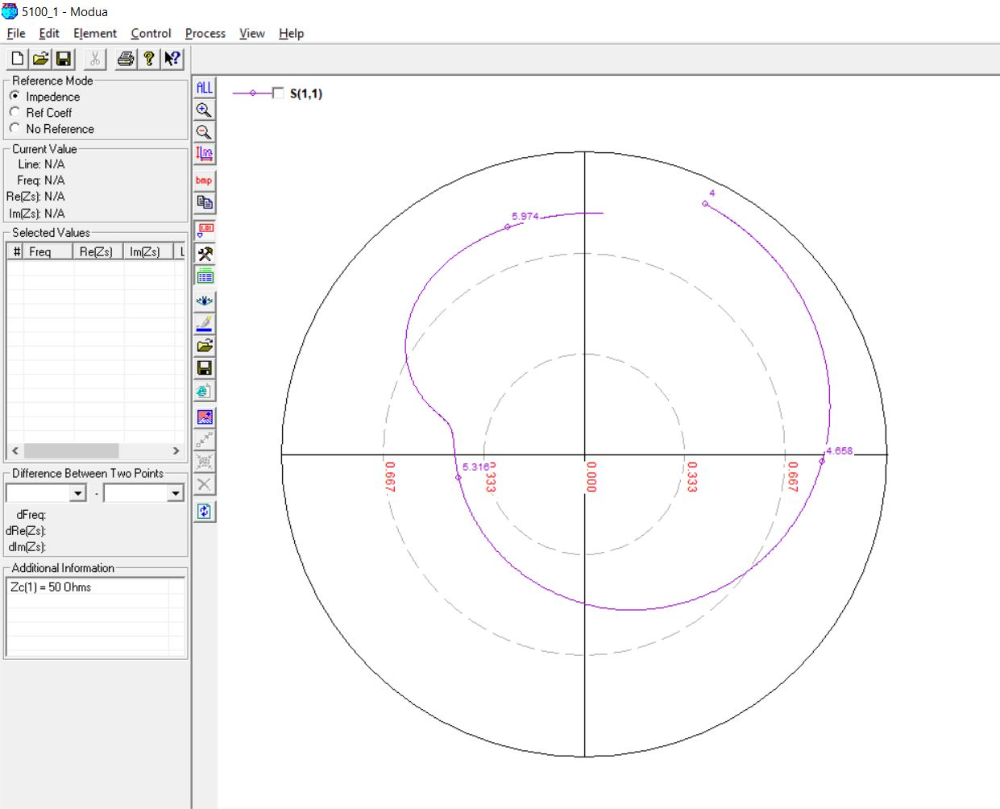 5100_1 - Modua
File Edit Element Control Process View Help
Reference Mode
Impedence
Ref Coeff
No Reference
Current Value
Line: N/A
Freq: N/A
Re(Zs): N/A
Im(Zs): N/A
Selected Values
# Freq Re(Zs) Im(Zs) L
Difference Between Two Points
-
dFreq:
dRe(Zs):
dIm(Zs):
Additional Information
Zc(1) = 50 Ohms
ALL
bmp
1.01
S(1,1)
4
5.974
4.658
5.316
0.667
0.333
0.000
0.333
0.667